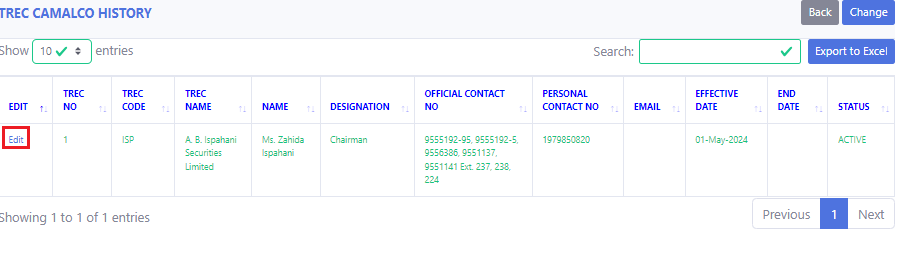 TREC CAMALCO HISTORY
Back
Change
Show 10 entries
Search:
Export to Excel
EDIT
TREC NO
TREC CODE
TREC NAME
NAME
DESIGNATION
OFFICIAL CONTACT NO
PERSONAL CONTACT NO
EMAIL
EFFECTIVE DATE
END DATE
STATUS
Edit
1
ISP
A. B. Ispahani
Securities
Limited
Ms. Zahida
Ispahani
Chairman
9555192-95, 9555192-5,
9556386, 9551137,
9551141 Ext. 237, 238,
224
1979850820
01-May-2024
ACTIVE
Showing 1 to 1 of 1 entries
Previous
1
Next